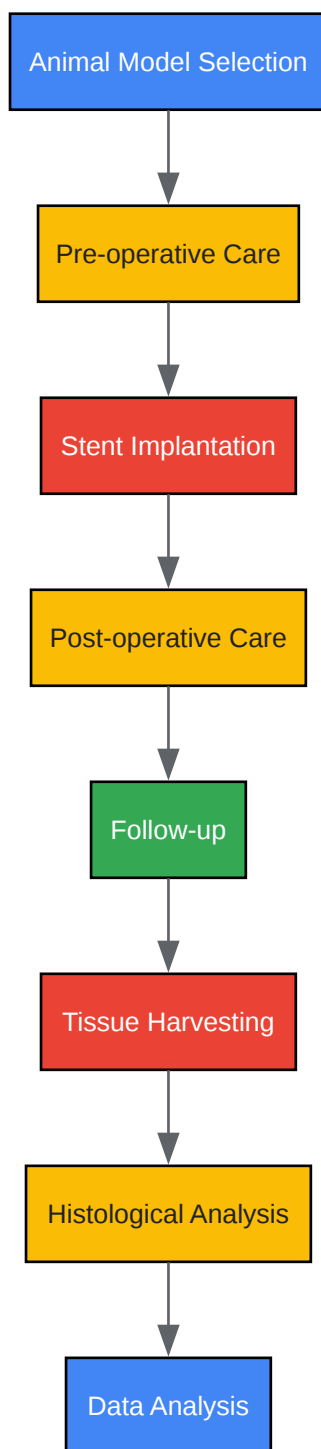 Animal Model Selection
Pre-operative Care
Stent Implantation
Post-operative Care
Follow-up
Tissue Harvesting
Histological Analysis
Data Analysis